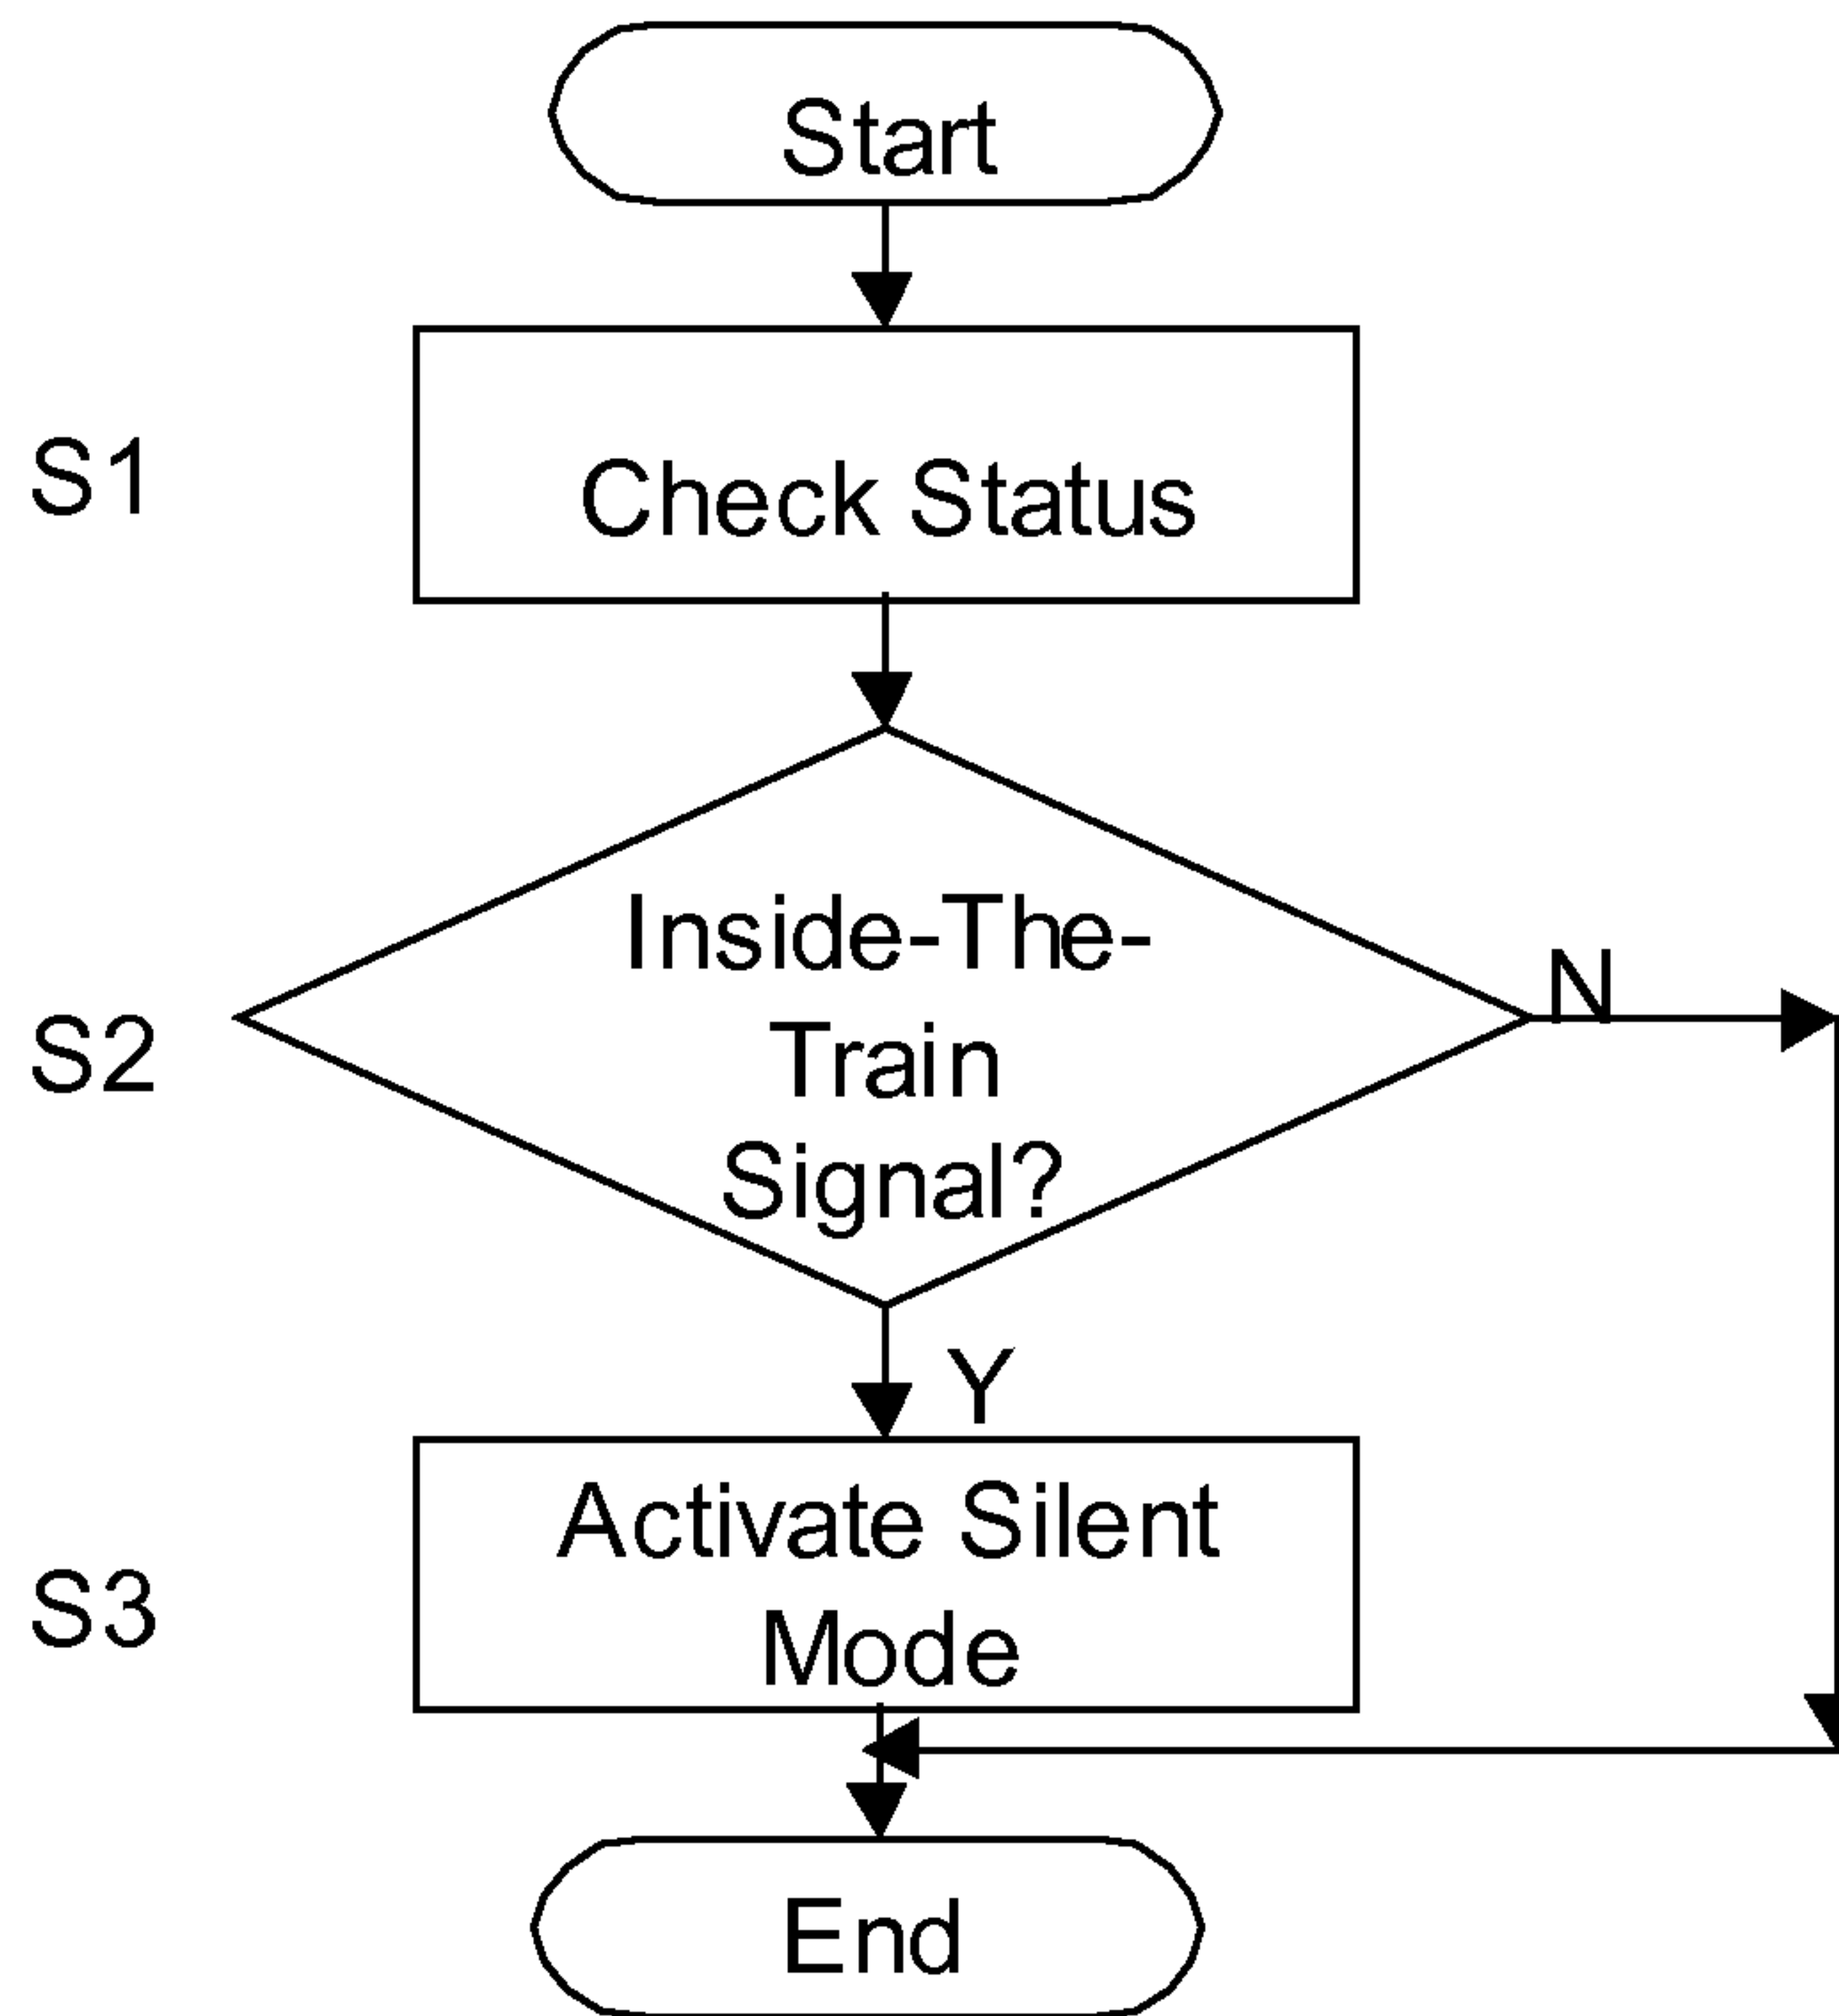 Start
S1
Check Status
S2
Inside-The-
Train
Signal?
N
Y
S3
Activate Silent
Mode
End